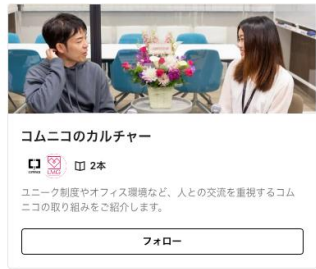 コムニコのカルチャー
2本
ユニーク制度やオフィス環境など、人との交流を重視するコム
ニコの取り組みをご紹介します。
フォロー